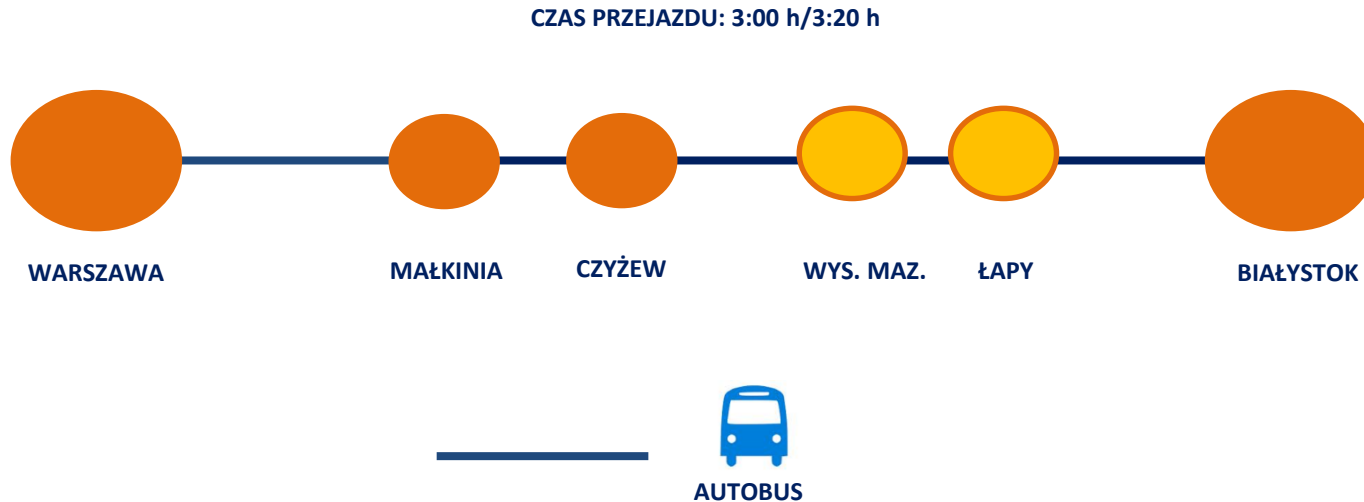 CZAS PRZEJAZDU: 3:00 h/3:20 h
WARSZAWA
MAŁKINIA
CZYŻEW
WYS. MAZ.
ŁAPY
BIAŁYSTOK
AUTOBUS